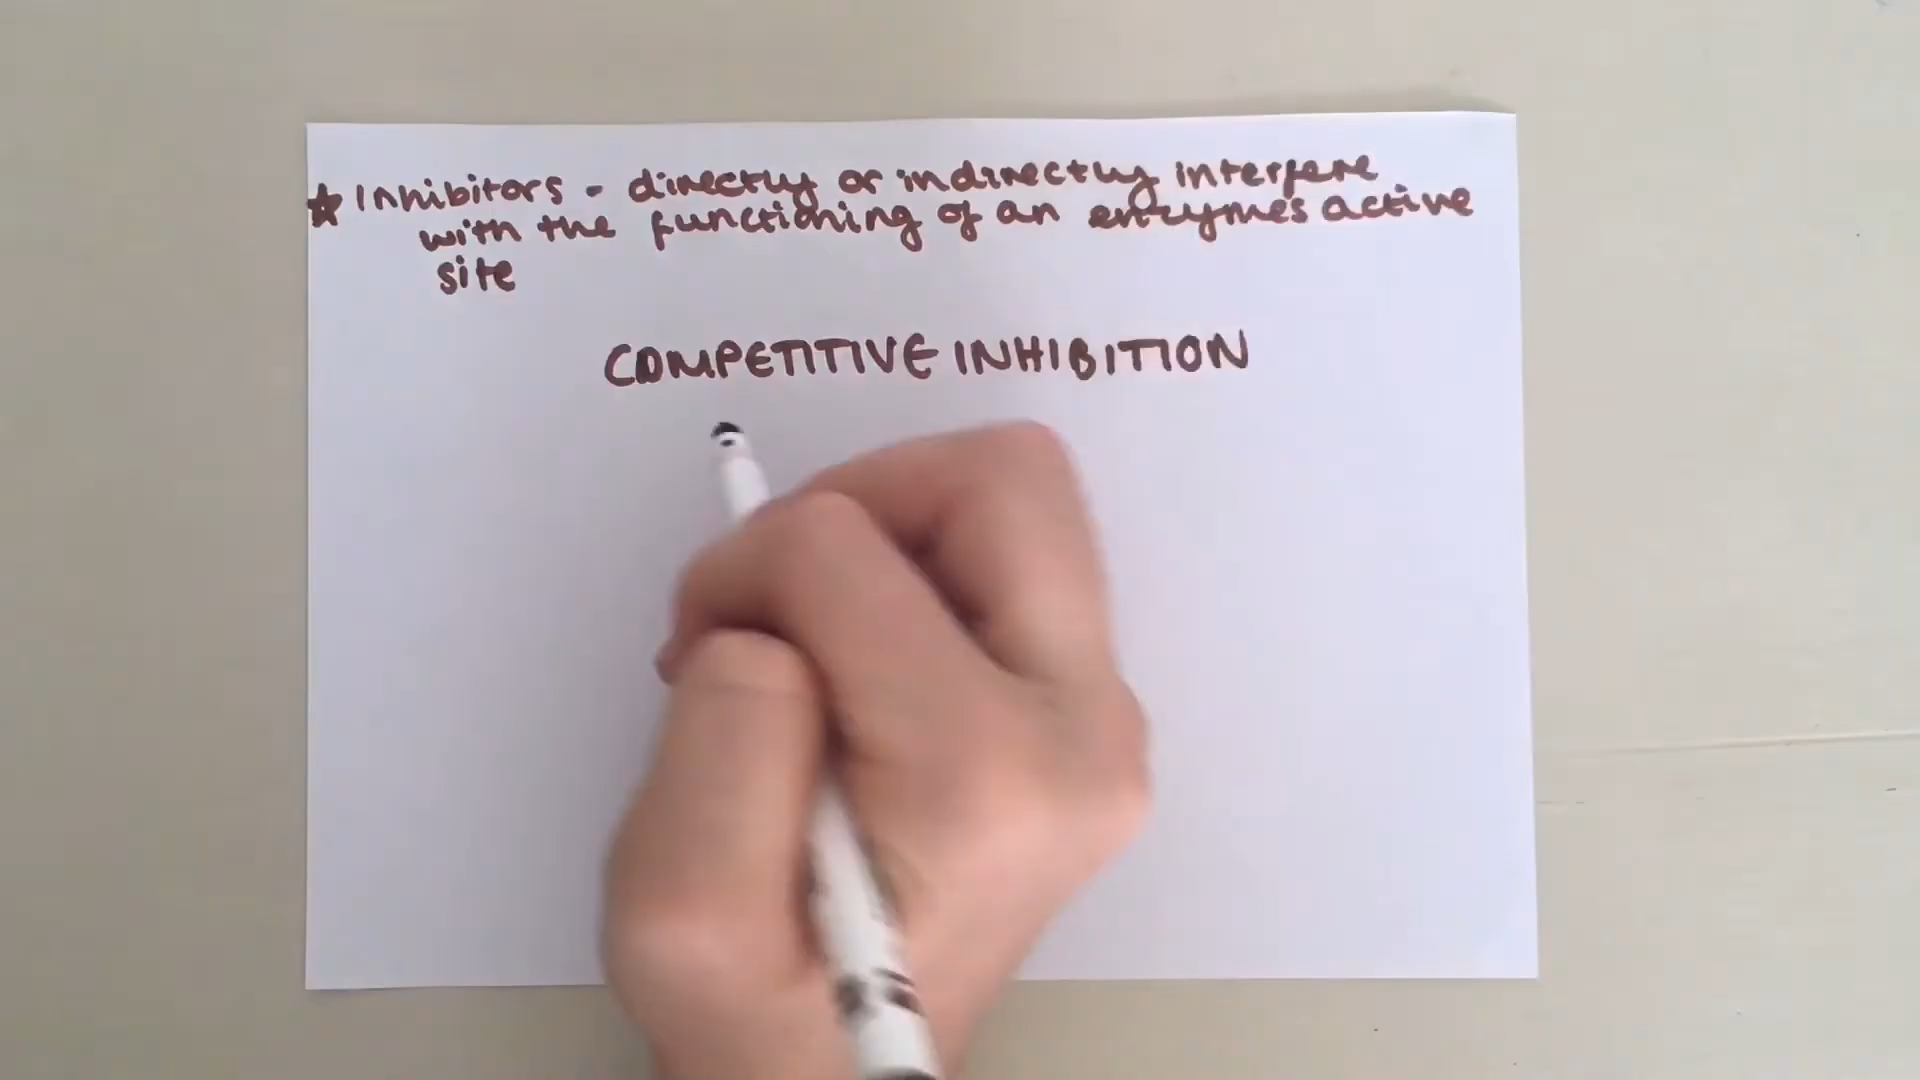 ☆ Inhibitors - directly or indirectly interfere
with the functioning of an enzymes active
site
COMPETITIVE INHIBITION